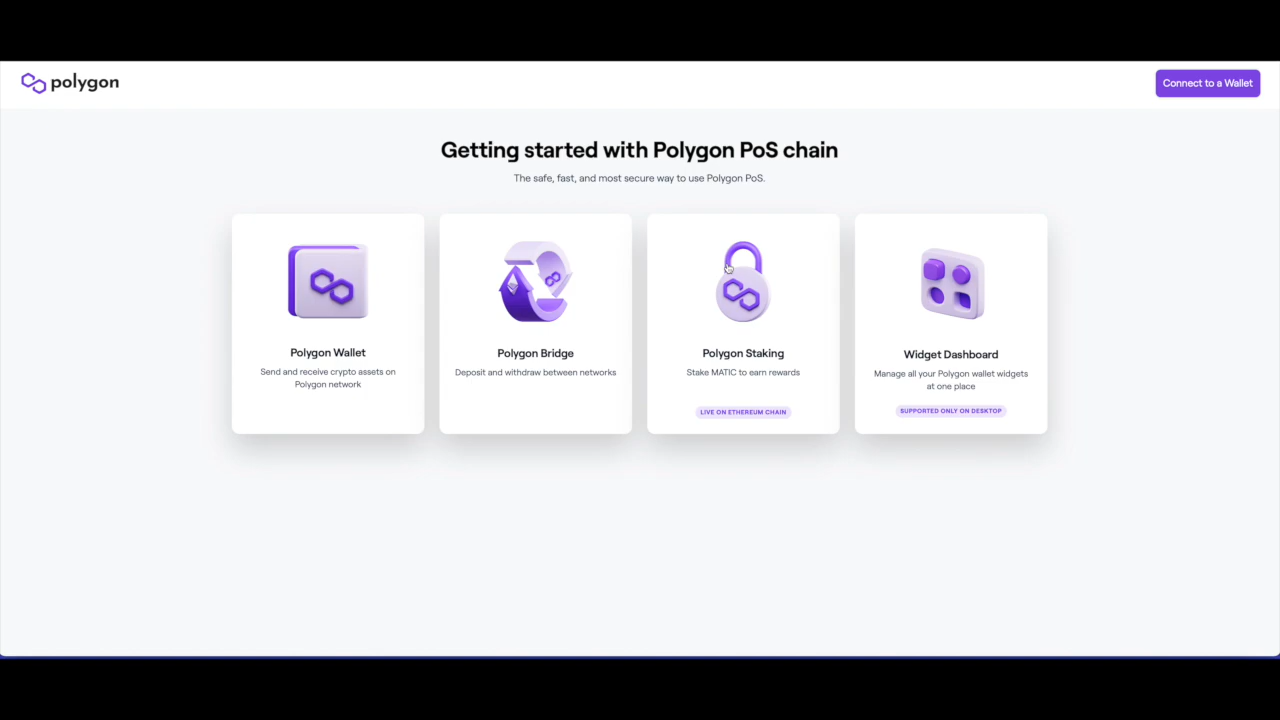 polygon
Connect to a Wallet
Getting started with Polygon PoS chain
The safe, fast, and most secure way to use Polygon PoS.
Polygon Wallet
Send and receive crypto assets on
Polygon network
Polygon Bridge
Deposit and withdraw between networks
Polygon Staking
Stake MATIC to earn rewards
LIVE ON ETHEREUM CHAIN
Widget Dashboard
Manage all your Polygon wallet widgets
at one place
SUPPORTED ONLY ON DESKTOP